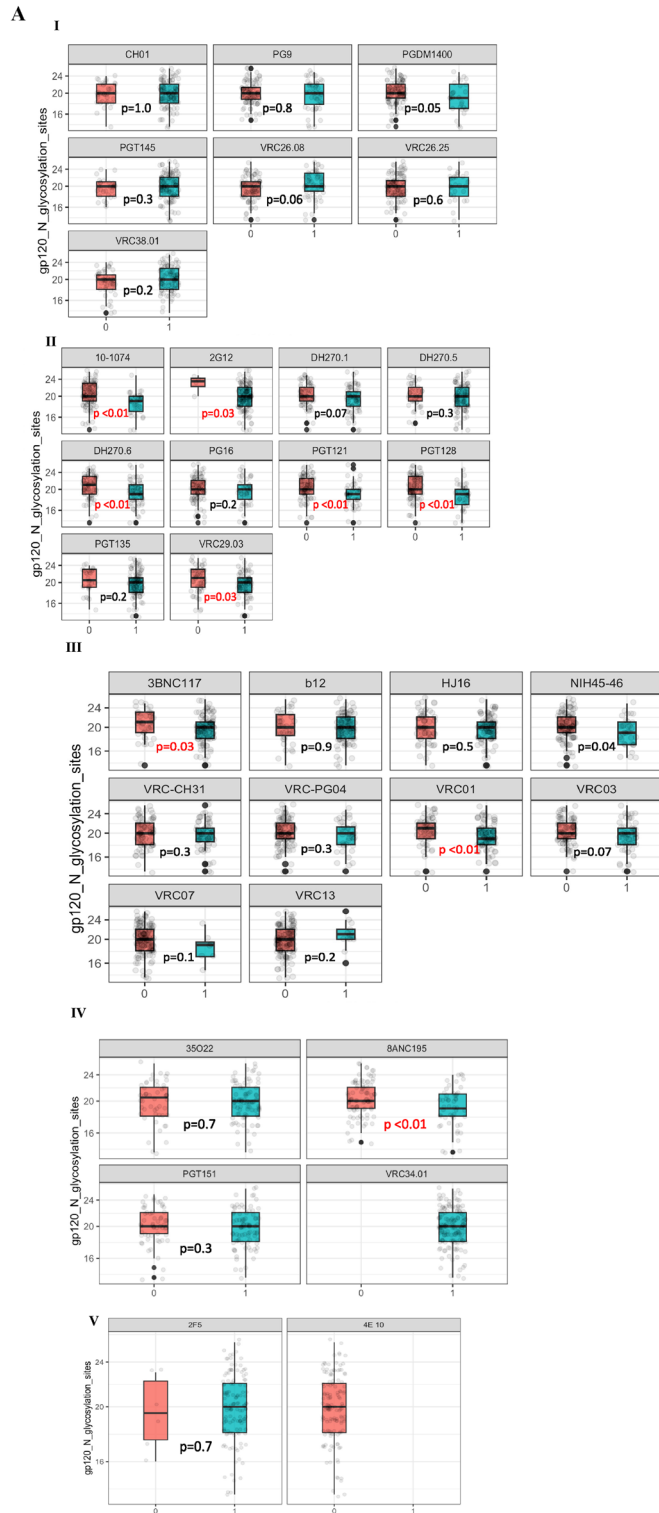 A
I
CH01 PG9 PGDM1400
24
20
16
p=1.0 p=0.8 p=0.05
PGT145 VRC26.08 VRC26.25
24
20
16
p=0.3 p=0.06 p=0.6
0 1 0 1
VRC38.01
24
20
16
p=0.2
0 1
gp120_N_glycosylation_sites
II
10-1074 2G12 DH270.1 DH270.5
24
20
16
p <0.01 p=0.03 p=0.07 p=0.3
DH270.6 PG16 PGT121 PGT128
24
20
16
p <0.01 p=0.2 p <0.01 p <0.01
0 1 0 1
PGT135 VRC29.03
24
20
16
p=0.2 p=0.03
0 1 0 1
gp120_N_glycosylation_sites
III
3BNC117 b12 HJ16 NIH45-46
24
20
16
p=0.03 p=0.9 p=0.5 p=0.04
VRC-CH31 VRC-PG04 VRC01 VRC03
24
20
16
p=0.3 p=0.3 p <0.01 p=0.07
0 1 0 1
VRC07 VRC13
24
20
16
p=0.1 p=0.2
0 1 0 1
gp120_N_glycosylation_sites
IV
35O22 8ANC195
24
20
16
p=0.7 p <0.01
PGT151 VRC34.01
24
20
16
p=0.3
0 1 0 1
gp120_N_glycosylation_sites
V
2F5 4E 10
24
20
16
p=0.7
0 1 0 1
gp120_N_glycosylation_sites